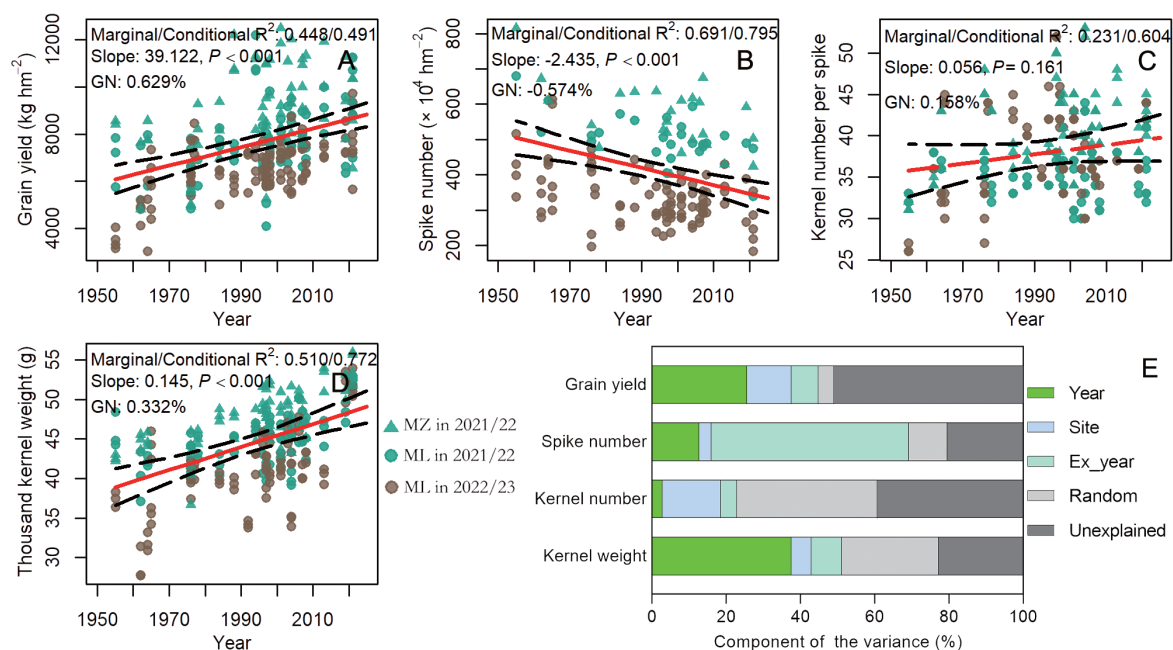 Marginal/Conditional R²: 0.448/0.491
Slope: 39.122, P < 0.001
GN: 0.629%
A
Grain yield (kg hm⁻²)
12000
10000
8000
6000
4000
1950 1970 1990 2010
Year
Marginal/Conditional R²: 0.691/0.795
Slope: -2.435, P < 0.001
GN: -0.574%
B
Spike number (× 10⁴ hm⁻²)
800
600
400
200
1950 1970 1990 2010
Year
Marginal/Conditional R²: 0.231/0.604
Slope: 0.056, P = 0.161
GN: 0.158%
C
Kernel number per spike
50
45
40
35
30
25
1950 1970 1990 2010
Year
Marginal/Conditional R²: 0.510/0.772
Slope: 0.145, P < 0.001
GN: 0.332%
D
Thousand kernel weight (g)
55
50
45
40
35
30
1950 1970 1990 2010
Year
MZ in 2021/22
ML in 2021/22
ML in 2022/23
E
Grain yield
Spike number
Kernel number
Kernel weight
0 20 40 60 80 100
Component of the variance (%)
Year
Site
Ex_year
Random
Unexplained